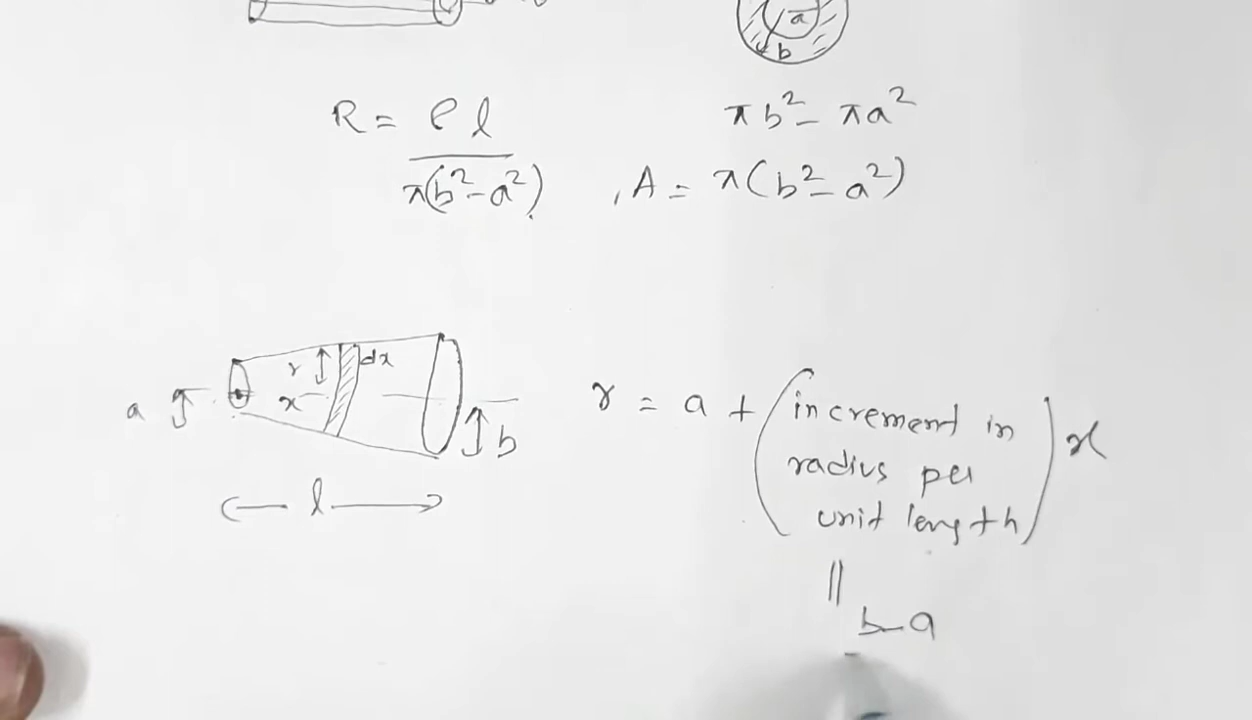 a
b
πb² - πa²
R = ρl
π(b² - a²)
, A = π(b² - a²)
r
dx
x
a
b
l
r = a + (increment in
radius per
unit length) x
||
b-a